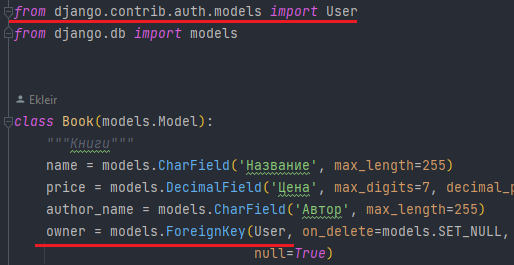 from django.contrib.auth.models import User
from django.db import models
Ekleir
class Book(models.Model):
"""Книги"""
name = models.CharField('Название', max_length=255)
price = models.DecimalField('Цена', max_digits=7,
author_name = models.CharField('Автор', max_length=255)
owner = models.ForeignKey(User, on_delete=models.SET_NULL,
null=True)